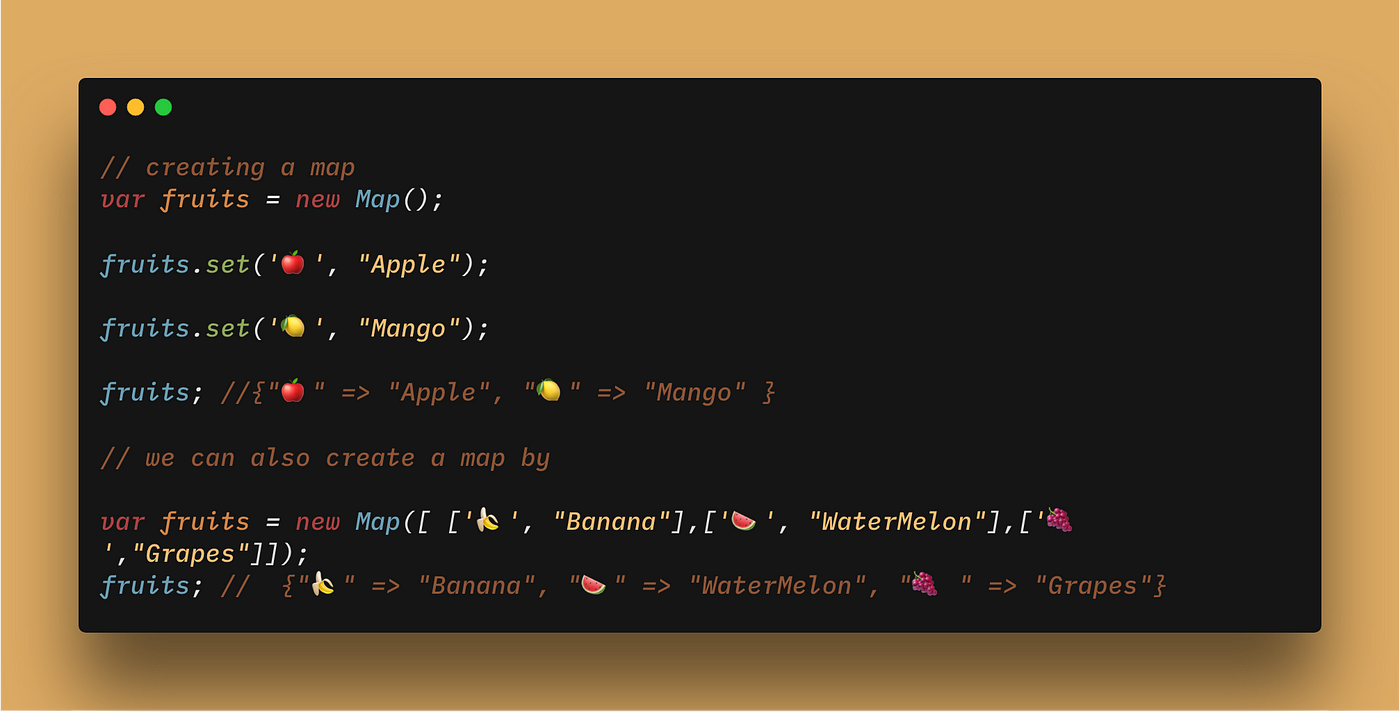 // creating a map
var fruits = new Map();
fruits.set('🍎 ', "Apple");
fruits.set('🍋 ', "Mango");
fruits; //{"🍎 " => "Apple", "🍋 " => "Mango" }
// we can also create a map by
var fruits = new Map([ ['🍌 ', "Banana"],['🍉 ', "WaterMelon"],['🍇
',"Grapes"]]);
fruits; //  {"🍌 " => "Banana", "🍉 " => "WaterMelon", "🍇 " => "Grapes"}